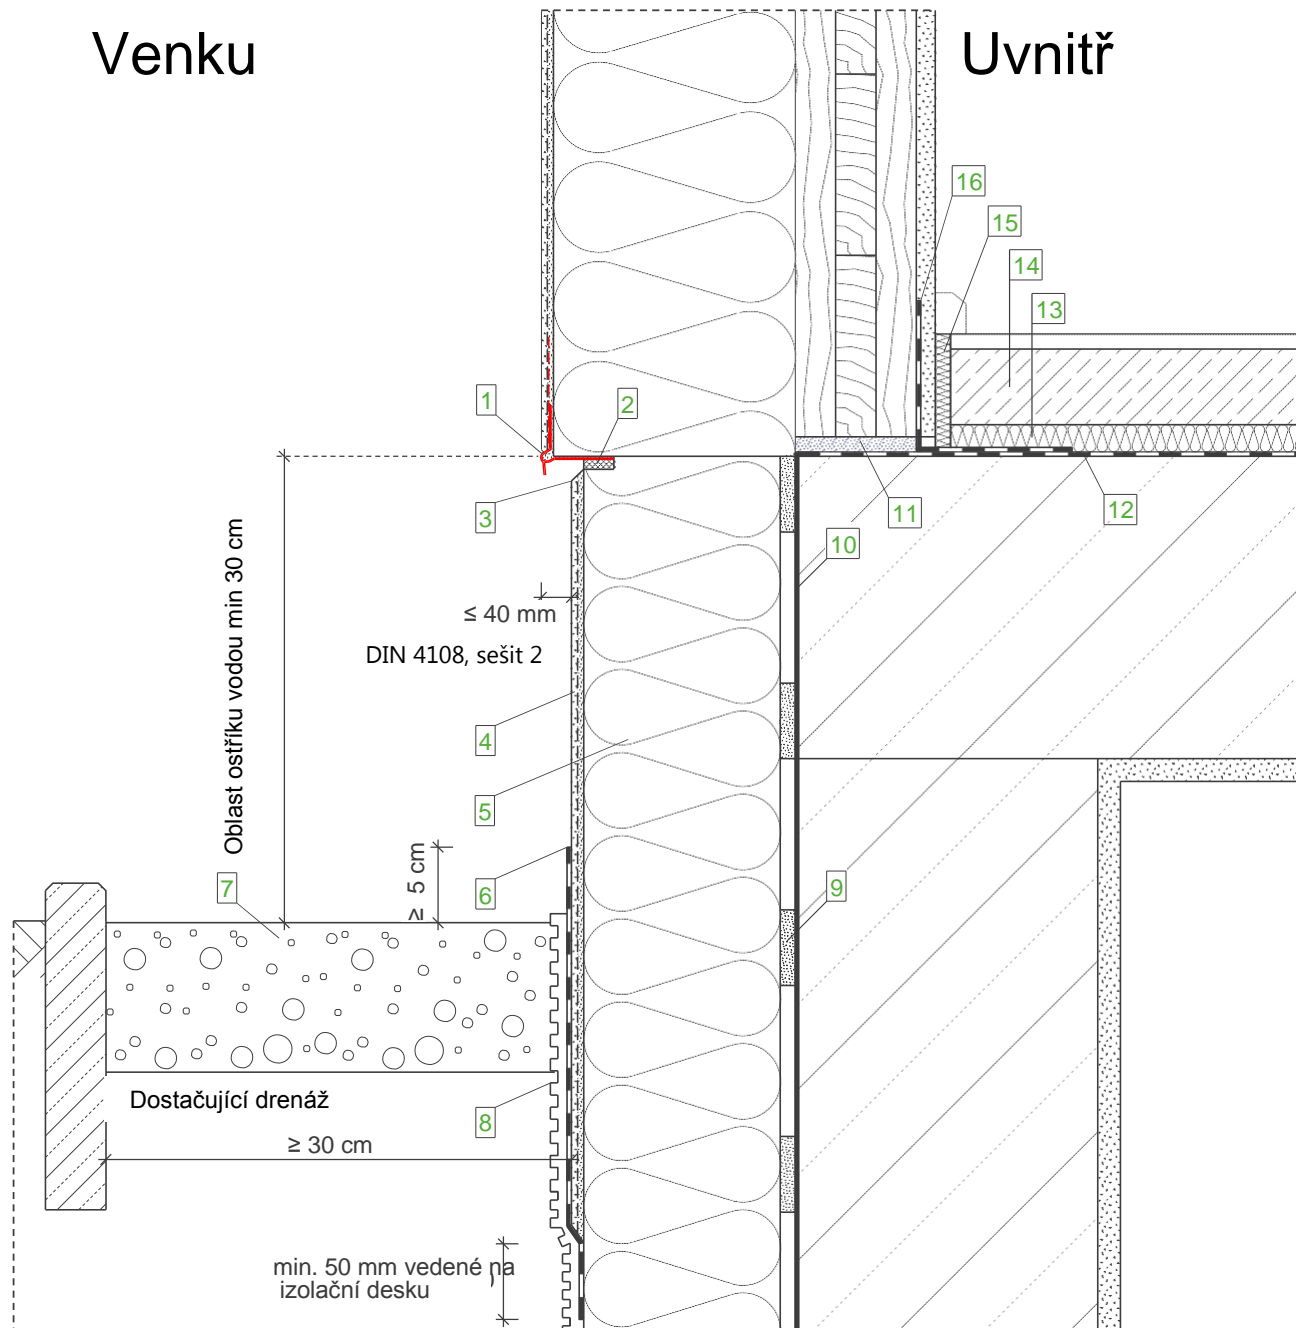 Venku
Uvnitř
16
15
14
13
1
2
3
11
12
10
≤ 40 mm
DIN 4108, sešit 2
Oblast ostřiku vodou min 30 cm
4
5
≥ 5 cm
6
7
9
Dostačující drenáž
8
≥ 30 cm
min. 50 mm vedené na
izolační desku